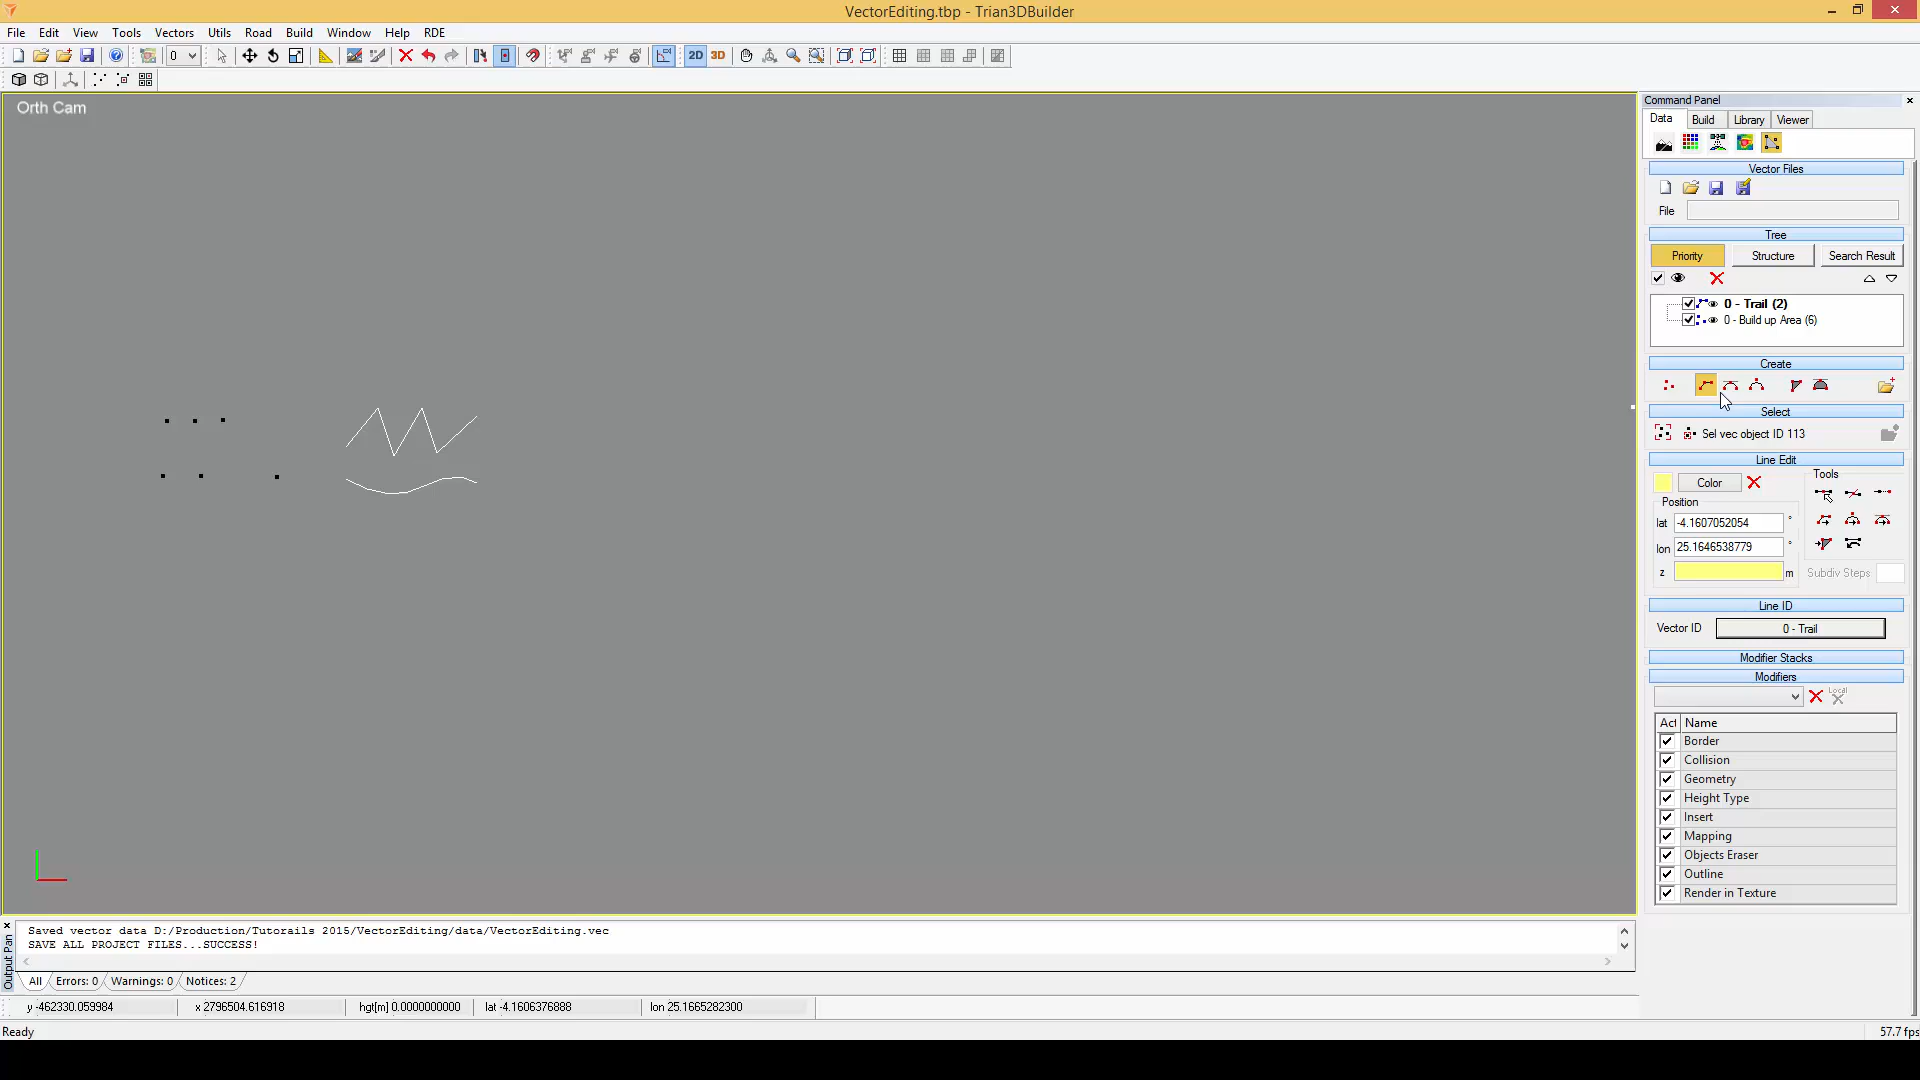 VectorEditing.tbp - Trian3DBuilder
File Edit View Tools Vectors Utils Road Build Window Help RDE
0 2D 3D
Orth Cam
Command Panel
Data Build Library Viewer
Vector Files
File
Tree
Priority Structure Search Result
0 - Trail (2)
0 - Build up Area (6)
Create
Select
Sel vec object ID 113
Line Edit
Color
Tools
Position
lat -4.1607052054 °
lon 25.1646538779 °
z m Subdiv Steps
Line ID
Vector ID 0 - Trail
Modifier Stacks
Modifiers
Local
Act Name
Border
Collision
Geometry
Height Type
Insert
Mapping
Objects Eraser
Outline
Render in Texture
Output Pan
Saved vector data D:/Production/Tutorails 2015/VectorEditing/data/VectorEditing.vec
SAVE ALL PROJECT FILES...SUCCESS!
All Errors: 0 Warnings: 0 Notices: 2
y -462330.059984 x 2796504.616918 hgt[m] 0.0000000000 lat -4.1606376888 lon 25.1665282300
Ready 57.7 fps